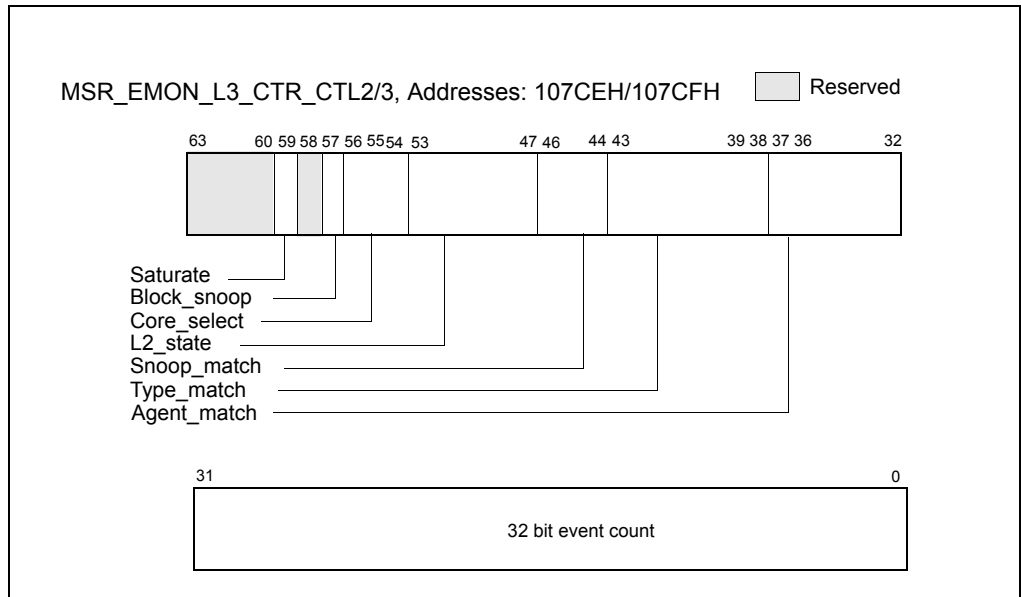 MSR_EMON_L3_CTR_CTL2/3, Addresses: 107CEH/107CFH
Reserved
63 60 59 58 57 56 55 54 53 47 46 44 43 39 38 37 36 32
Saturate
Block_snoop
Core_select
L2_state
Snoop_match
Type_match
Agent_match
31 0
32 bit event count